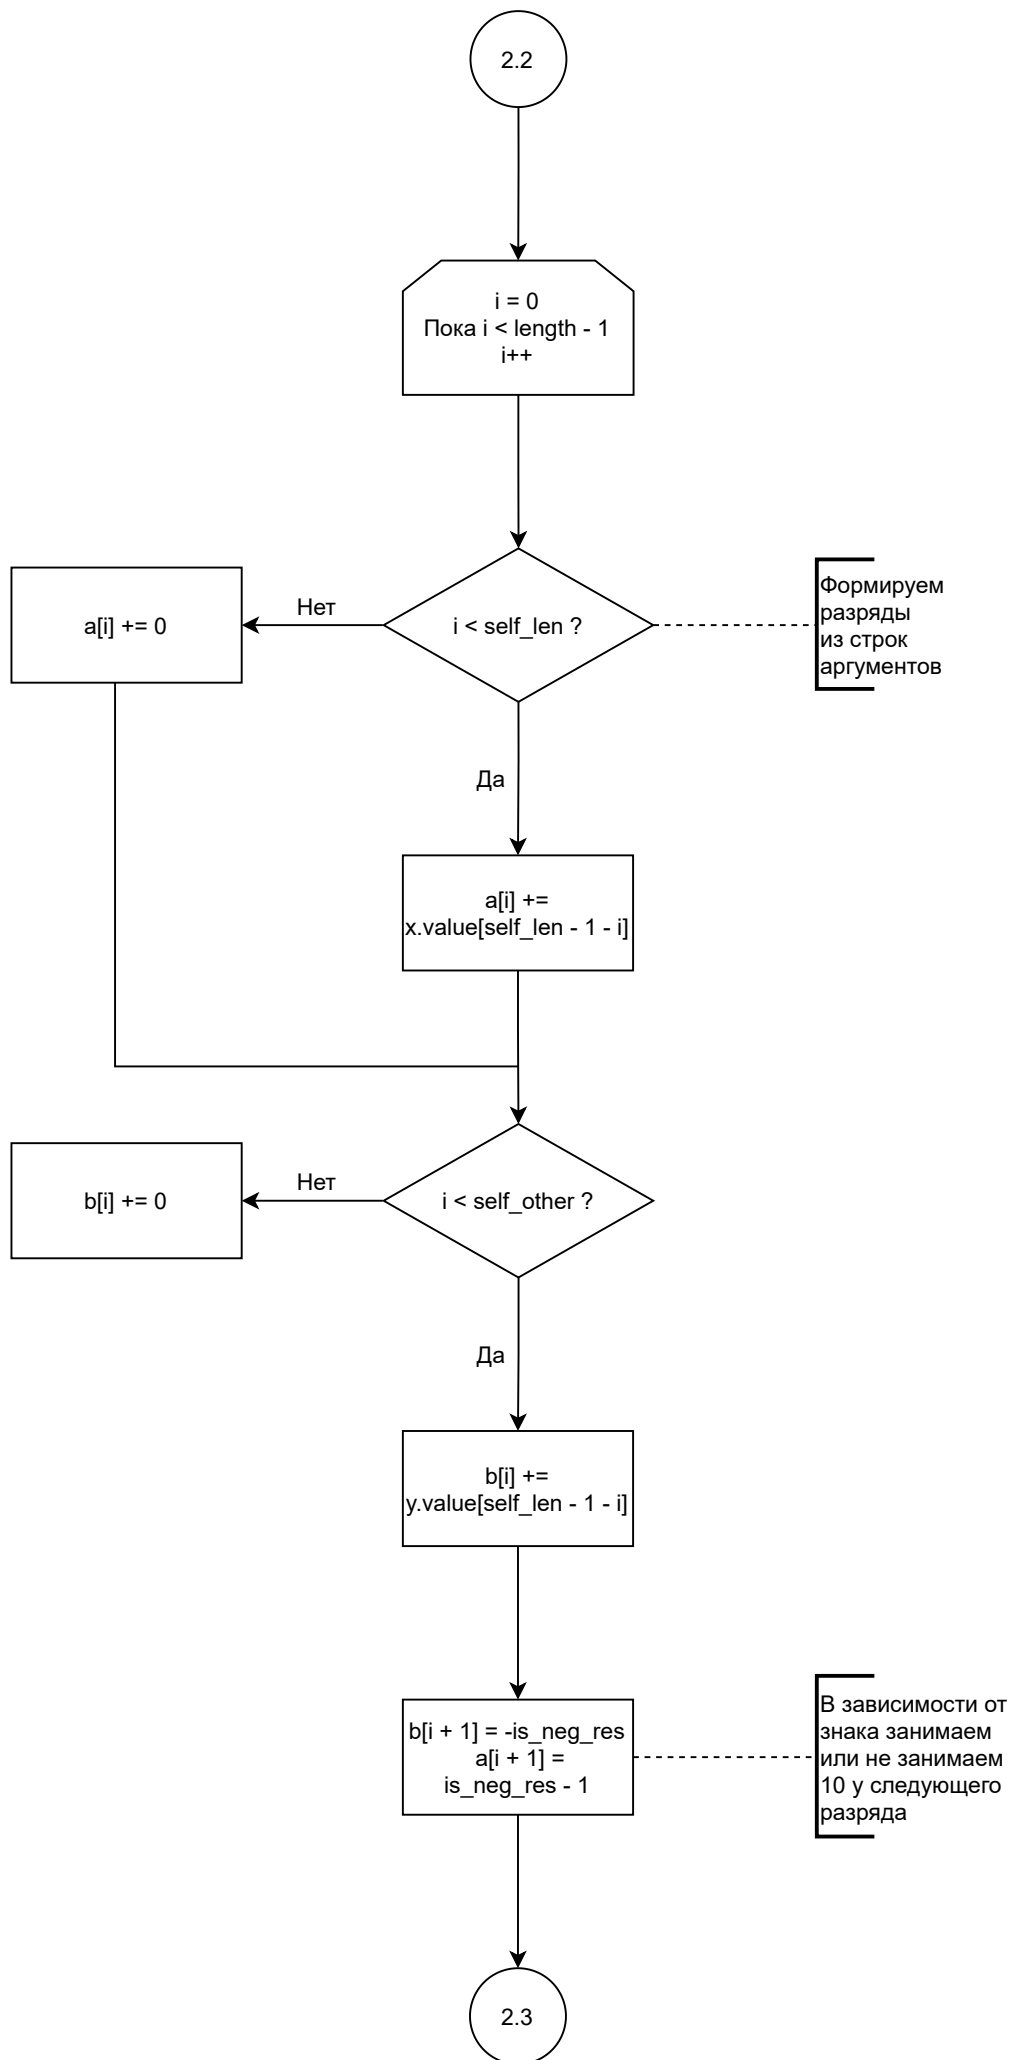 2.2
i = 0
Пока i < length - 1
i++
Нет
a[i] += 0
i < self_len ?
Формируем
разряды
из строк
аргументов
Да
a[i] +=
x.value[self_len - 1 - i]
Нет
b[i] += 0
i < self_other ?
Да
b[i] +=
y.value[self_len - 1 - i]
b[i + 1] = -is_neg_res
a[i + 1] =
is_neg_res - 1
В зависимости от
знака занимаем
или не занимаем
10 у следующего
разряда
2.3